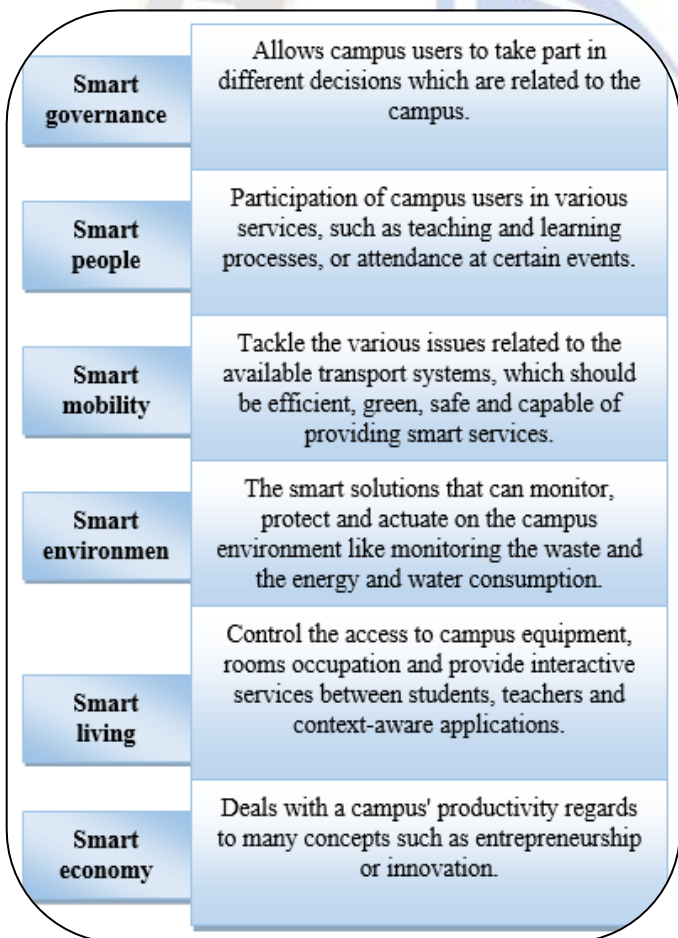 Smart
governance
Allows campus users to take part in
different decisions which are related to the
campus.
Smart
people
Participation of campus users in various
services, such as teaching and learning
processes, or attendance at certain events.
Smart
mobility
Tackle the various issues related to the
available transport systems, which should
be efficient, green, safe and capable of
providing smart services.
Smart
environmen
The smart solutions that can monitor,
protect and actuate on the campus
environment like monitoring the waste and
the energy and water consumption.
Smart
living
Control the access to campus equipment,
rooms occupation and provide interactive
services between students, teachers and
context-aware applications.
Smart
economy
Deals with a campus' productivity regards
to many concepts such as entrepreneurship
or innovation.